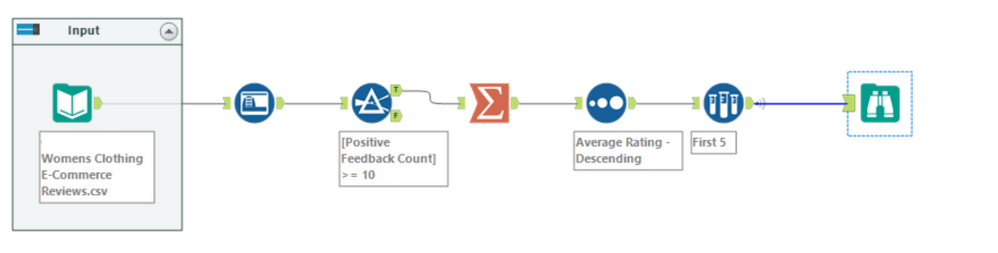 Input
Womens Clothing
E-Commerce
Reviews.csv
T
F
[Positive
Feedback Count]
>= 10
Average Rating -
Descending
First 5